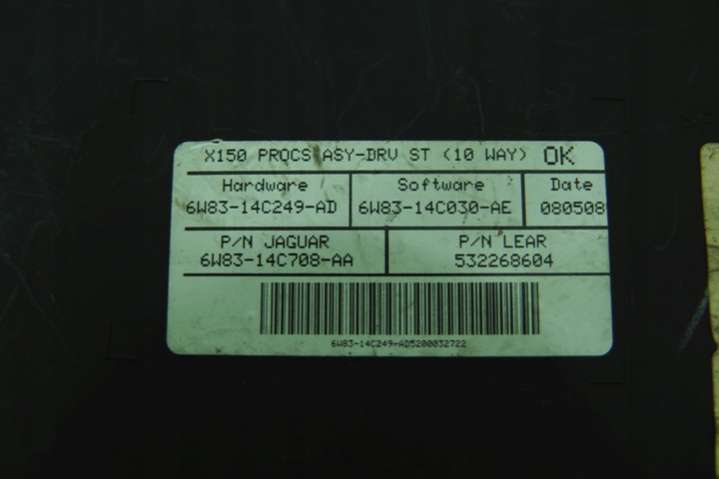 X150 PROCS ASY-DRV ST (10 WAY) OK
Hardware Software Date
6W83-14C249-AD 6W83-14C030-AE 080508
P/N JAGUAR P/N LEAR
6W83-14C708-AA 532268604
6W83-14C249-AD5200032722